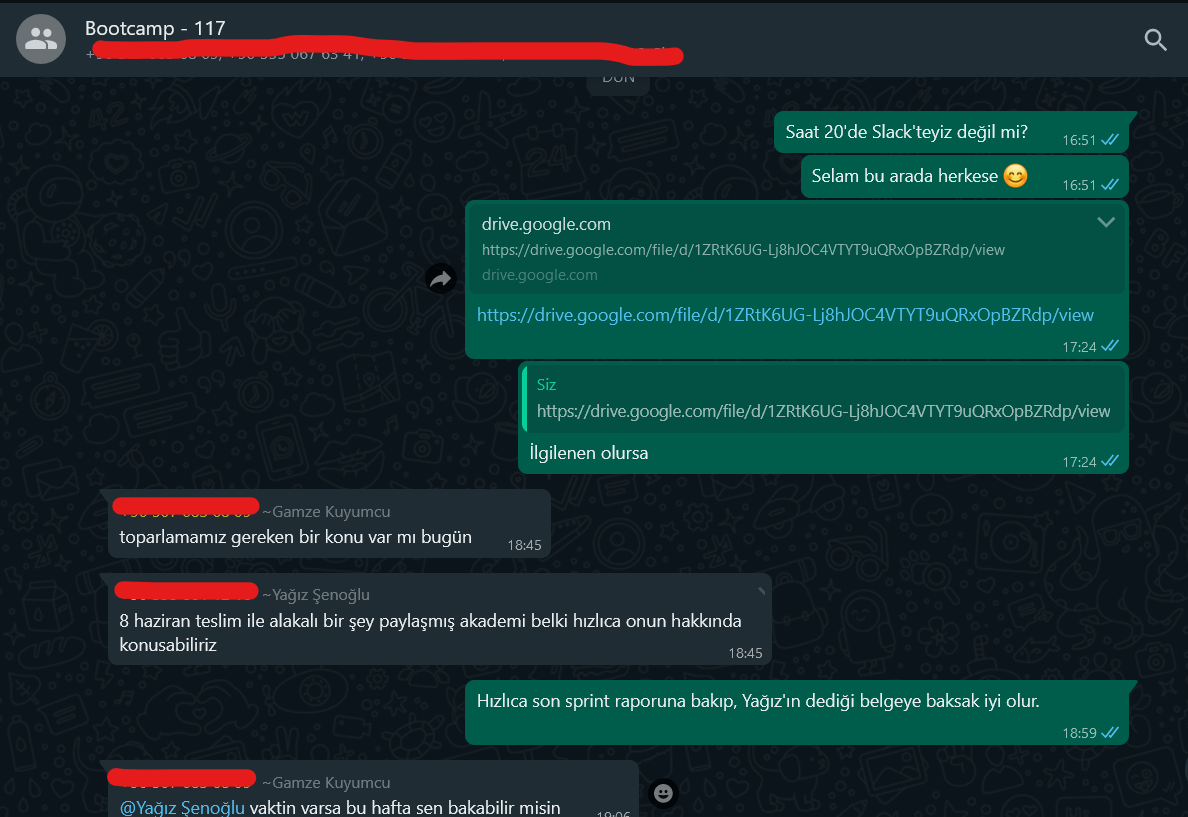 Bootcamp - 117
DÜN
Saat 20'de Slack'teyiz değil mi?
16:51
Selam bu arada herkese 😊
16:51
drive.google.com
https://drive.google.com/file/d/1ZRtK6UG-Lj8hJOC4VTYT9uQRxOpBZRdp/view
drive.google.com
https://drive.google.com/file/d/1ZRtK6UG-Lj8hJOC4VTYT9uQRxOpBZRdp/view
17:24
Siz
https://drive.google.com/file/d/1ZRtK6UG-Lj8hJOC4VTYT9uQRxOpBZRdp/view
İlgilenen olursa
17:24
~Gamze Kuyumcu
toparlamamız gereken bir konu var mı bugün
18:45
~Yağız Şenoğlu
8 haziran teslim ile alakalı bir şey paylaşmış akademi belki hızlıca onun hakkında
konusabiliriz
18:45
Hızlıca son sprint raporuna bakıp, Yağız'ın dediği belgeye baksak iyi olur.
18:59
~Gamze Kuyumcu
@Yağız Şenoğlu vaktin varsa bu hafta sen bakabilir misin
19:06